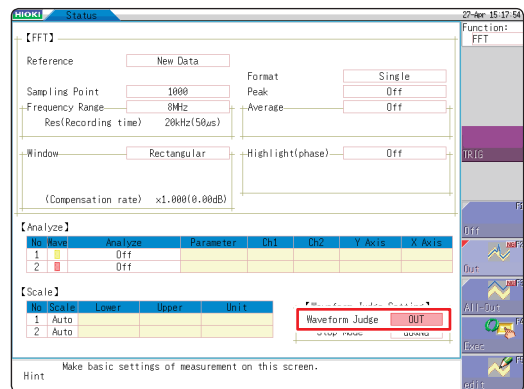 HIOKI Status 27-Apr 15:17:54
Function:
FFT
【FFT】
Reference New Data
Format Single
Sampling Point 1000 Peak Off
Frequency Range 8MHz Average Off
Res(Recording time) 20kHz(50µs)
Window Rectangular Highlight(phase) Off
TRIG
(Compensation rate) ×1.000(0.00dB)
【Analyze】
No Wave Analyze Parameter Ch1 Ch2 Y Axis X Axis
1 Off
2 Off
Off
Out
【Scale】
No Scale Lower Upper Unit
1 Auto
2 Auto
Waveform Judge OUT
Stop Mode
All-Out
Exec
edit
Hint Make basic settings of measurement on this screen.